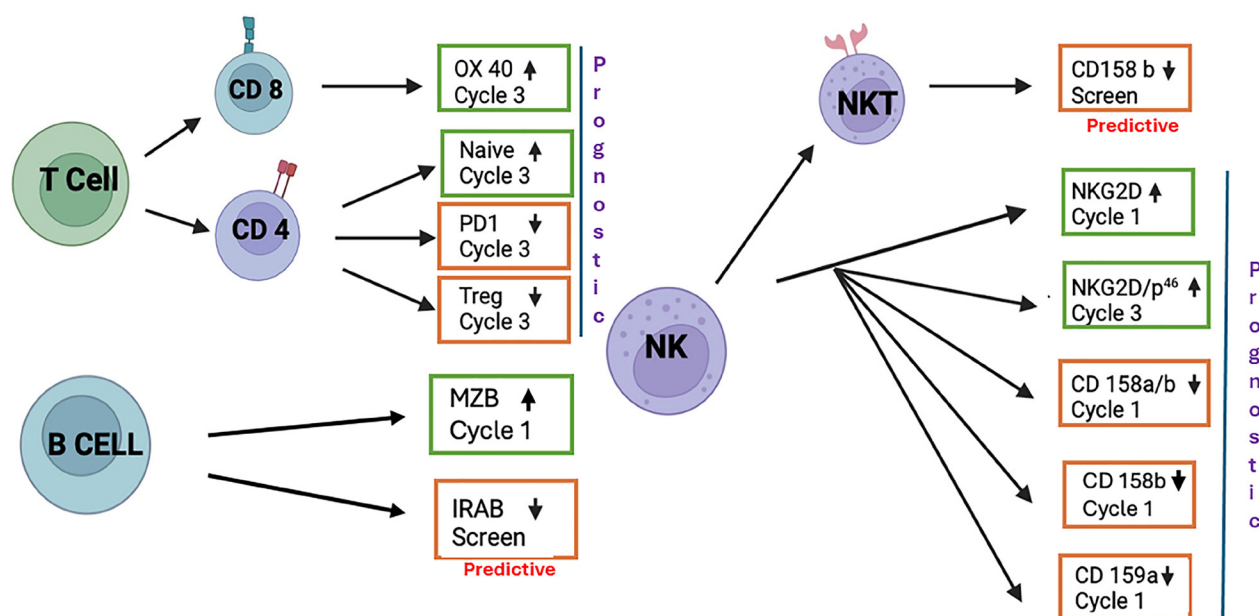 T Cell
CD 8
CD 4
OX 40 ↑
Cycle 3
Naive ↑
Cycle 3
PD1 ↓
Cycle 3
Treg ↓
Cycle 3
Prognostic
B CELL
MZB ↑
Cycle 1
IRAB ↓
Screen
Predictive
NK
NKT
CD158 b ↓
Screen
Predictive
NKG2D ↑
Cycle 1
NKG2D/p⁴⁶ ↑
Cycle 3
CD 158a/b ↓
Cycle 1
CD 158b ↓
Cycle 1
CD 159a ↓
Cycle 1
Prognostic